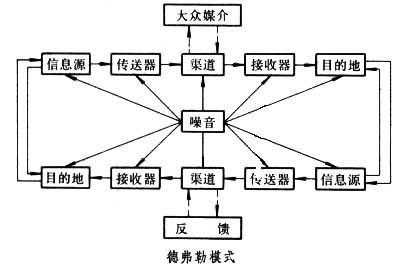 大众媒介
信息源 传送器 渠道 接收器 目的地
噪音
目的地 接收器 渠道 传送器 信息源
反馈
德弗勒模式